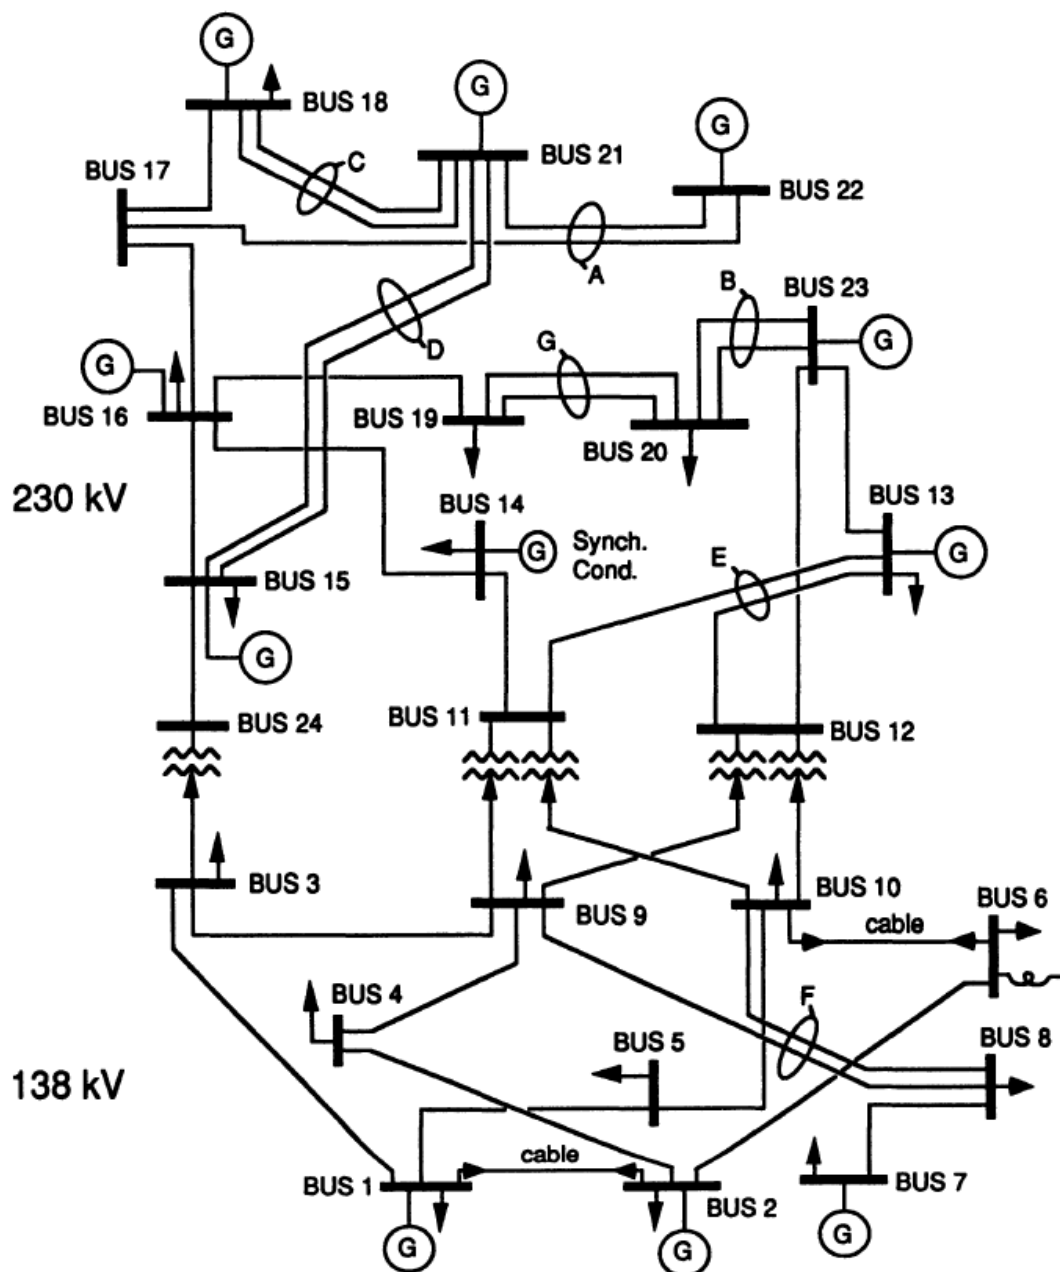 G
BUS 18
G
BUS 21
G
BUS 22
BUS 17
C
A
B
BUS 23
D
G
G
G
BUS 16
BUS 19
BUS 20
230 kV
BUS 14
BUS 13
G
Synch.
Cond.
E
G
BUS 15
G
BUS 24
BUS 11
BUS 12
BUS 3
BUS 9
BUS 10
BUS 6
cable
BUS 4
F
BUS 5
BUS 8
138 kV
cable
BUS 1
BUS 2
BUS 7
G
G
G